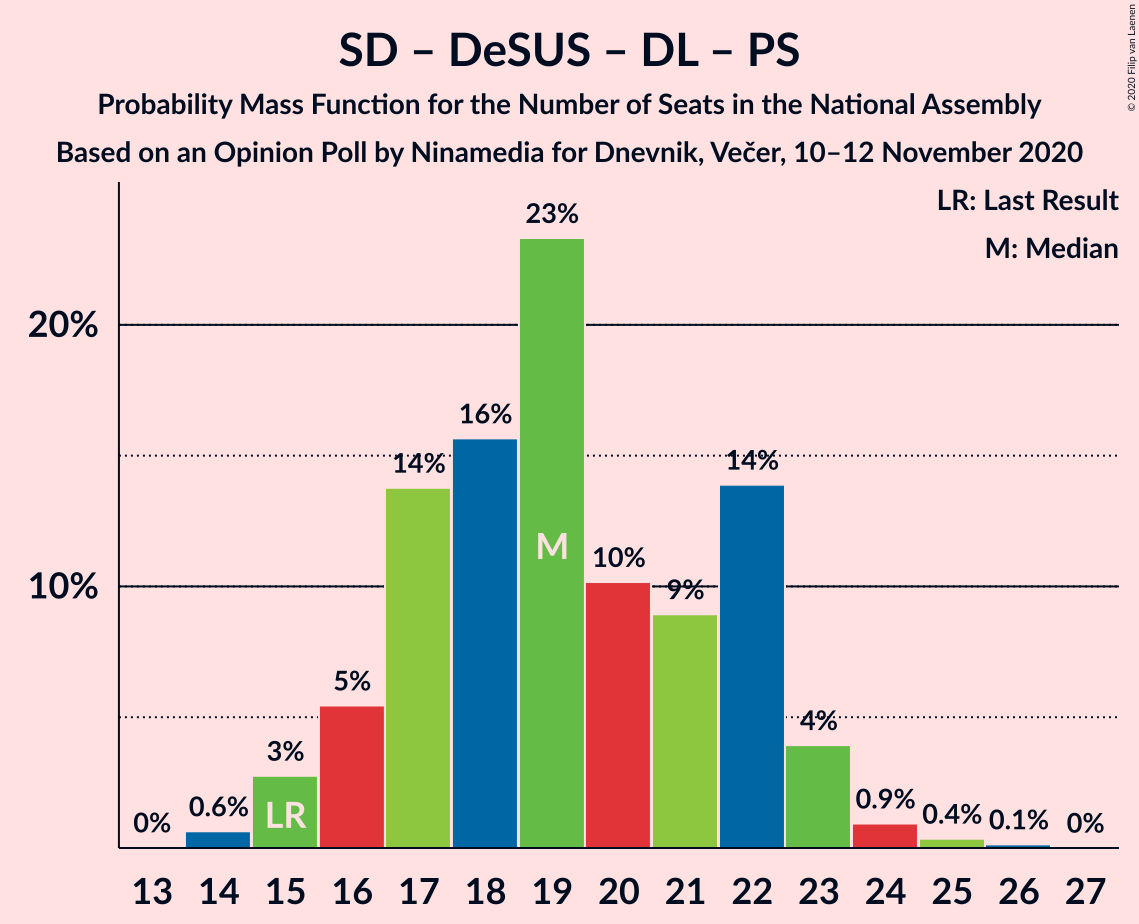 SD – DeSUS – DL – PS
Probability Mass Function for the Number of Seats in the National Assembly
Based on an Opinion Poll by Ninamedia for Dnevnik, Večer, 10–12 November 2020
© 2020 Filip van Laenen
LR: Last Result
M: Median
20%
10%
0%
0.6%
3%
5%
14%
16%
23%
10%
9%
14%
4%
0.9%
0.4%
0.1%
0%
LR
M
13 14 15 16 17 18 19 20 21 22 23 24 25 26 27